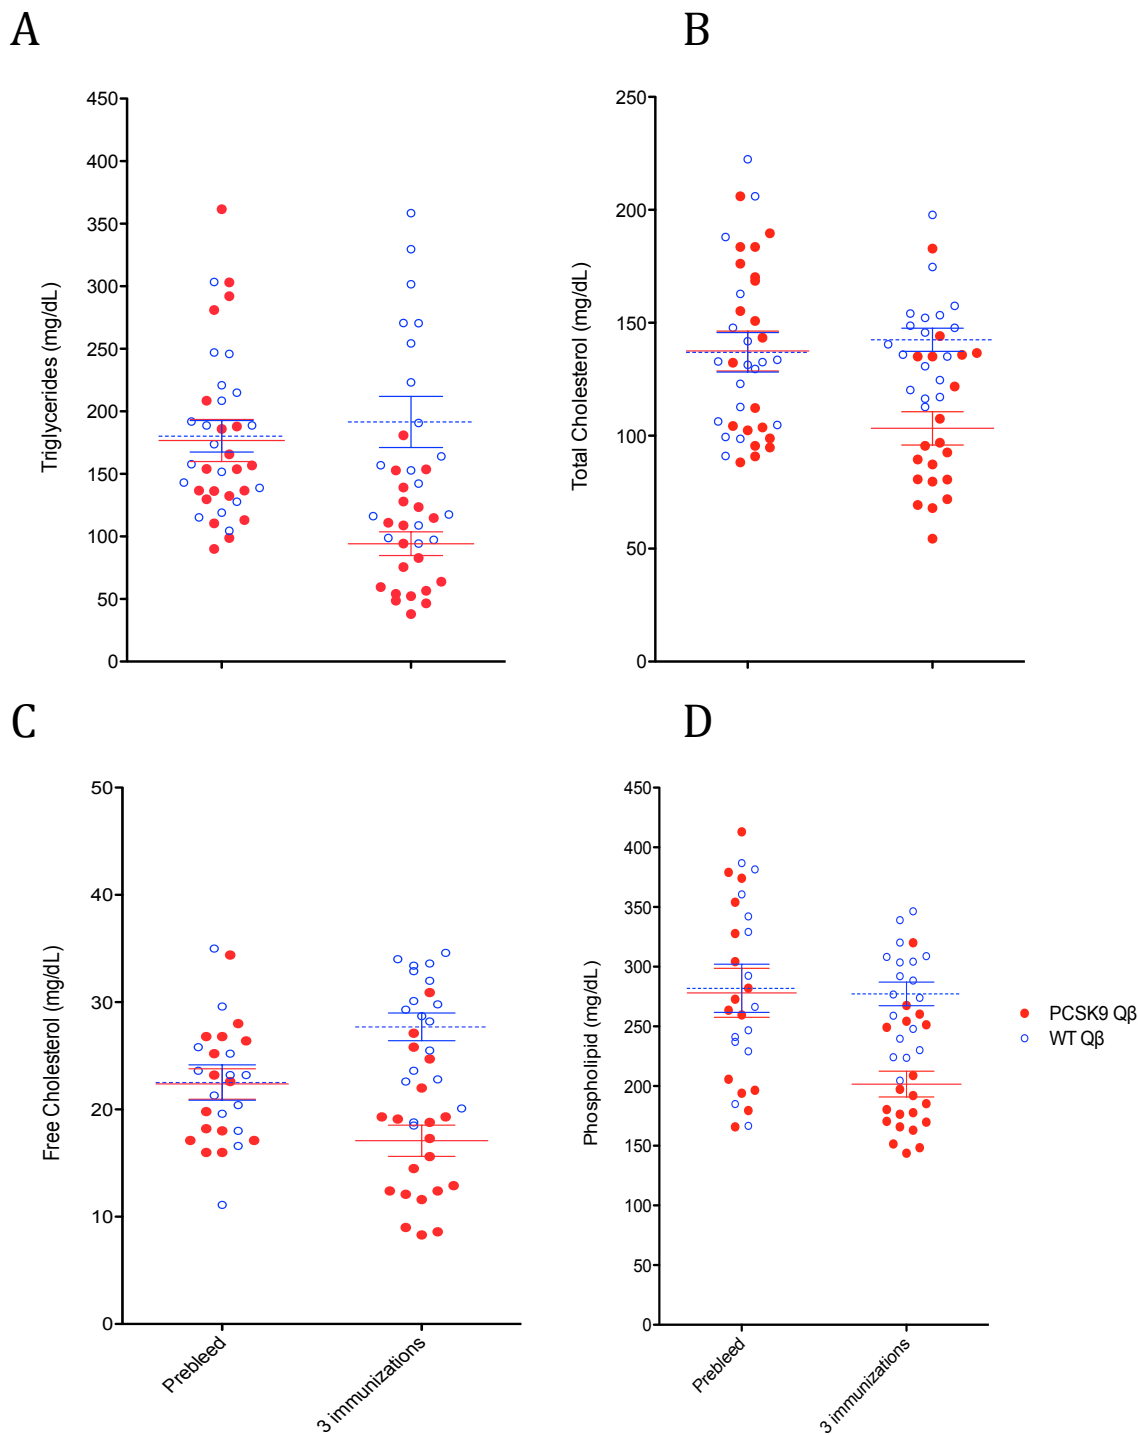 A
B
450
400
350
300
250
200
150
100
50
0
Triglycerides (mg/dL)
250
200
150
100
50
0
Total Cholesterol (mg/dL)
C
D
50
40
30
20
10
0
Free Cholesterol (mg/dL)
Prebleed
3 immunizations
450
400
350
300
250
200
150
100
50
0
Phospholipid (mg/dL)
Prebleed
3 immunizations
PCSK9 Qβ
WT Qβ